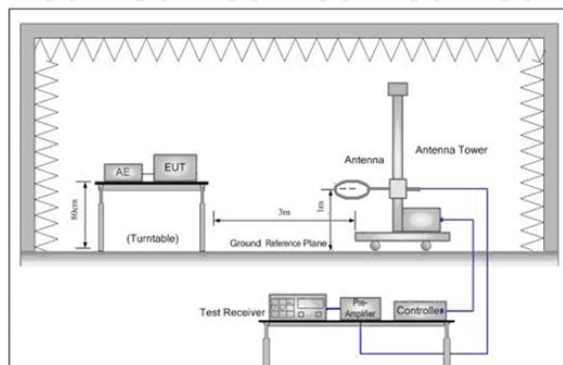 Antenna
Antenna Tower
AE
EUT
80cm
(Turntable)
3m
1m
Ground Reference Plane
Test Receiver
Pre-
Amplifier
Controller